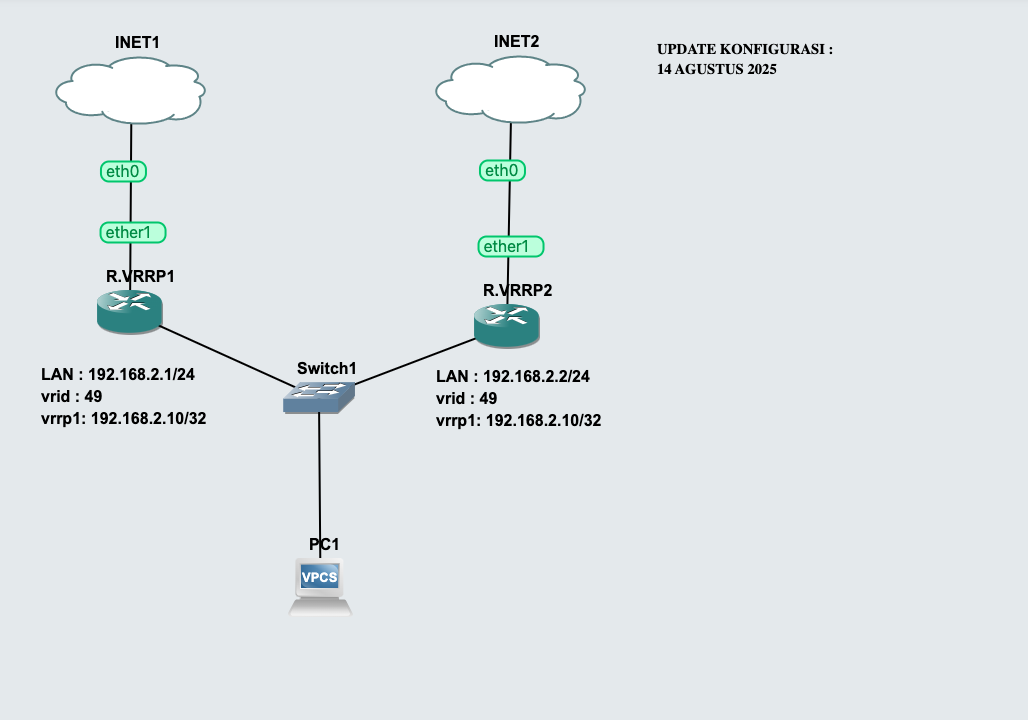 INET1
INET2
UPDATE KONFIGURASI :
14 AGUSTUS 2025
eth0
eth0
ether1
ether1
R.VRRP1
R.VRRP2
Switch1
LAN : 192.168.2.1/24
vrid : 49
vrrp1: 192.168.2.10/32
LAN : 192.168.2.2/24
vrid : 49
vrrp1: 192.168.2.10/32
PC1
VPCS